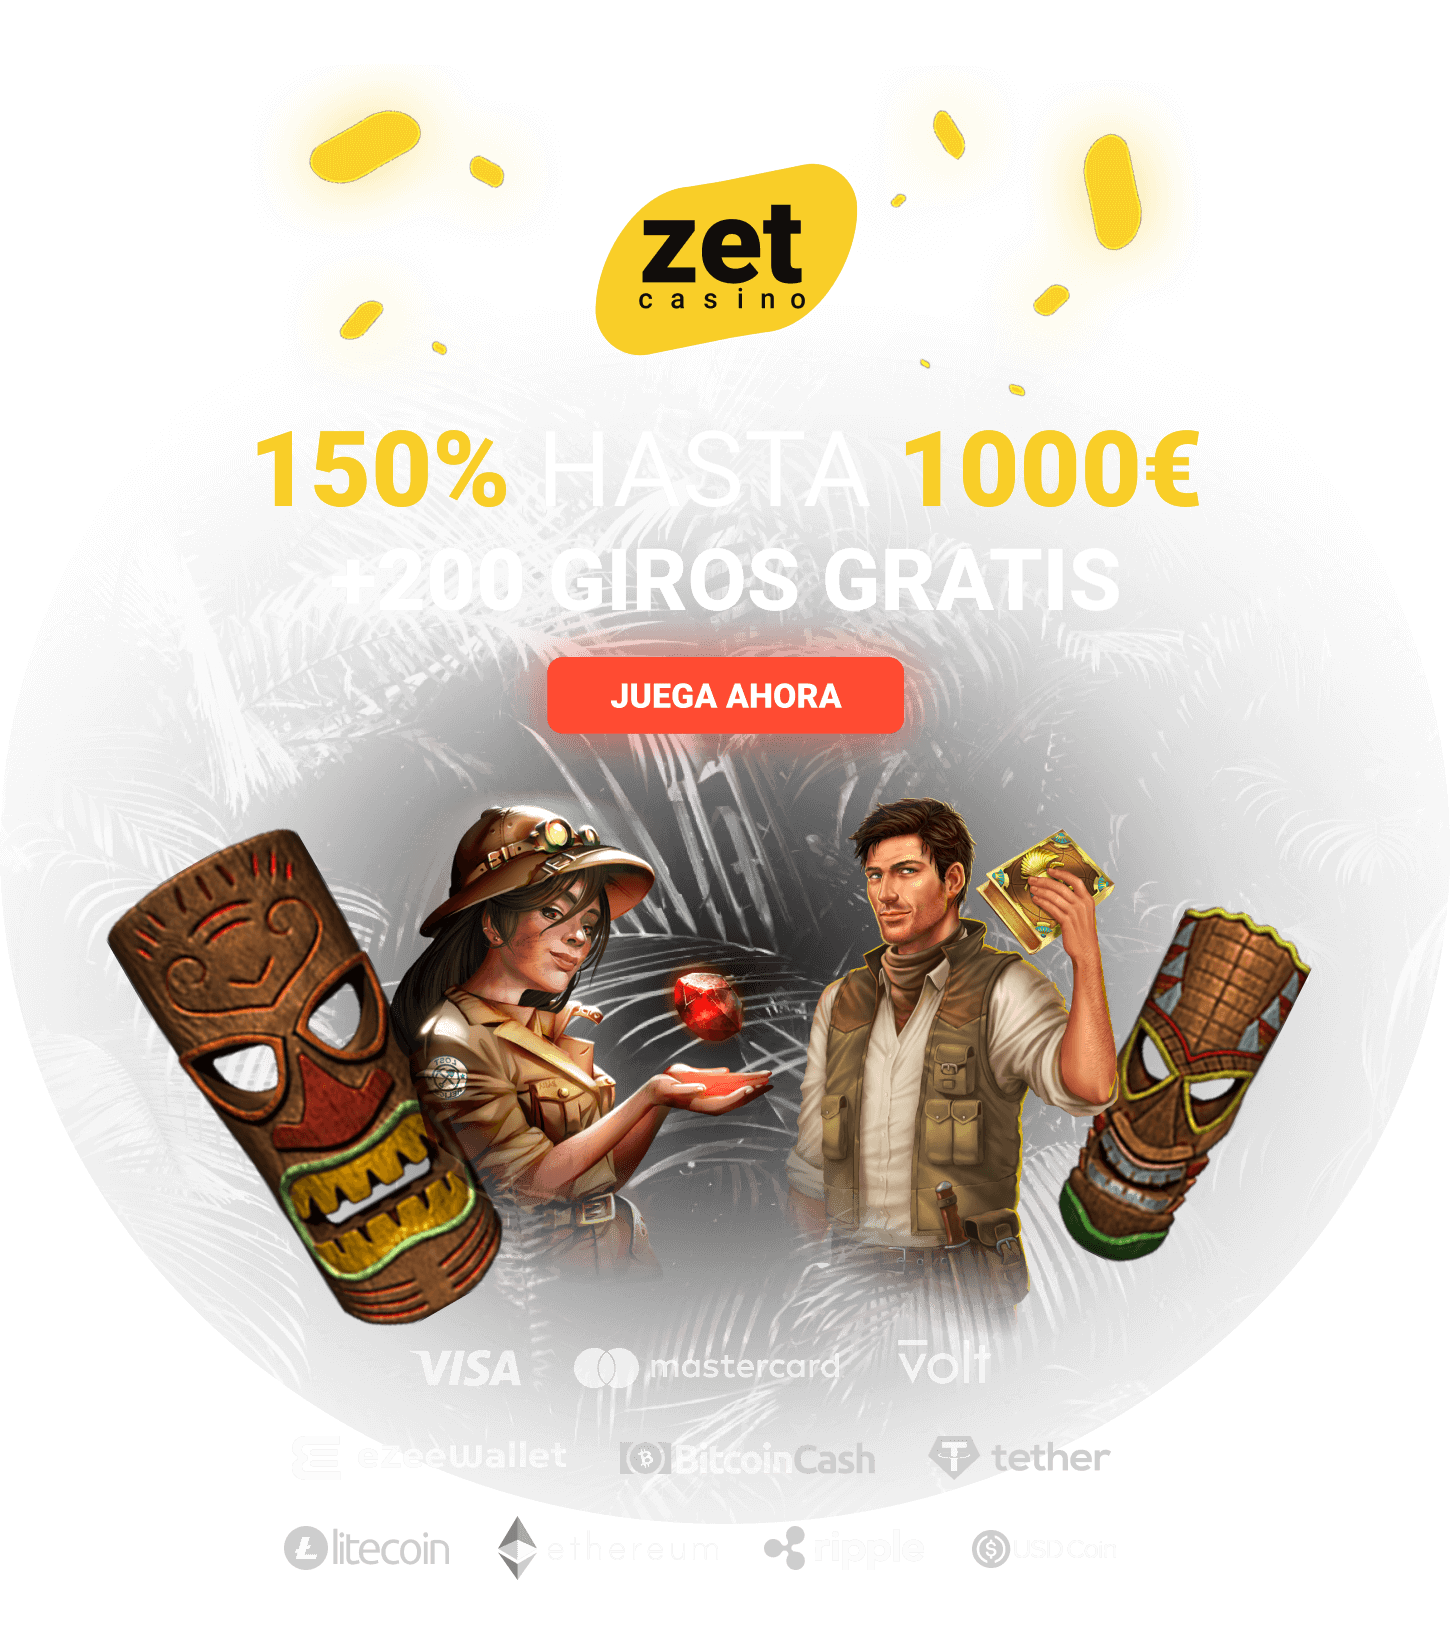 zet
casino
150% HASTA 1000€
+200 GIROS GRATIS
JUEGA AHORA
VISA mastercard volt
ezeewallet BitcoinCash tether
litecoin ethereum ripple USD Coin